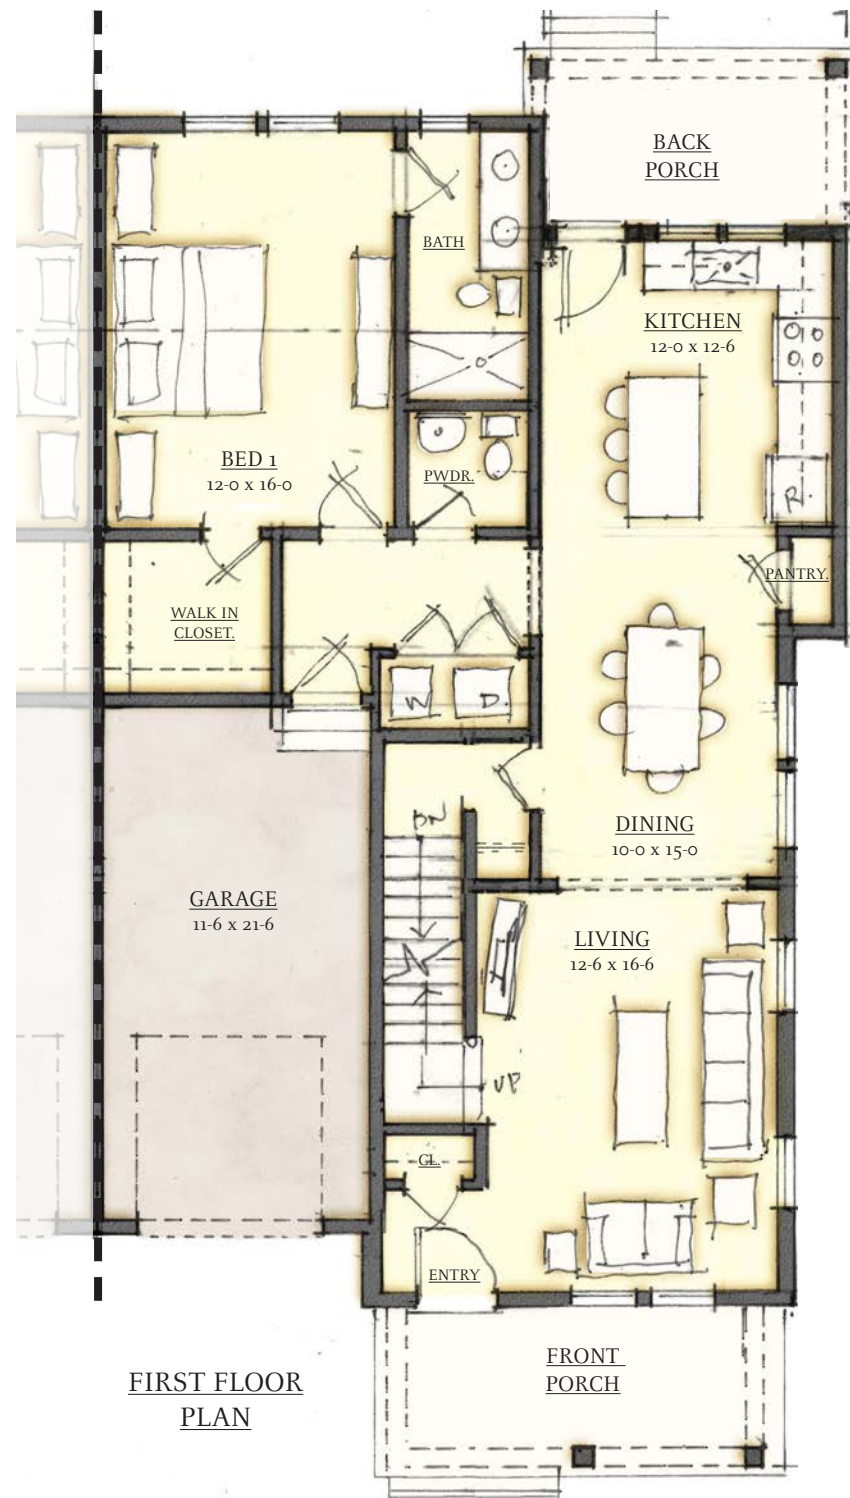 BACK
PORCH
BATH
KITCHEN
12-0 x 12-6
BED 1
12-0 x 16-0
PWDR.
R.
PANTRY.
WALK IN
CLOSET.
W
D.
DN
DINING
10-0 x 15-0
GARAGE
11-6 x 21-6
LIVING
12-6 x 16-6
UP
CL.
ENTRY
FRONT
PORCH
FIRST FLOOR
PLAN